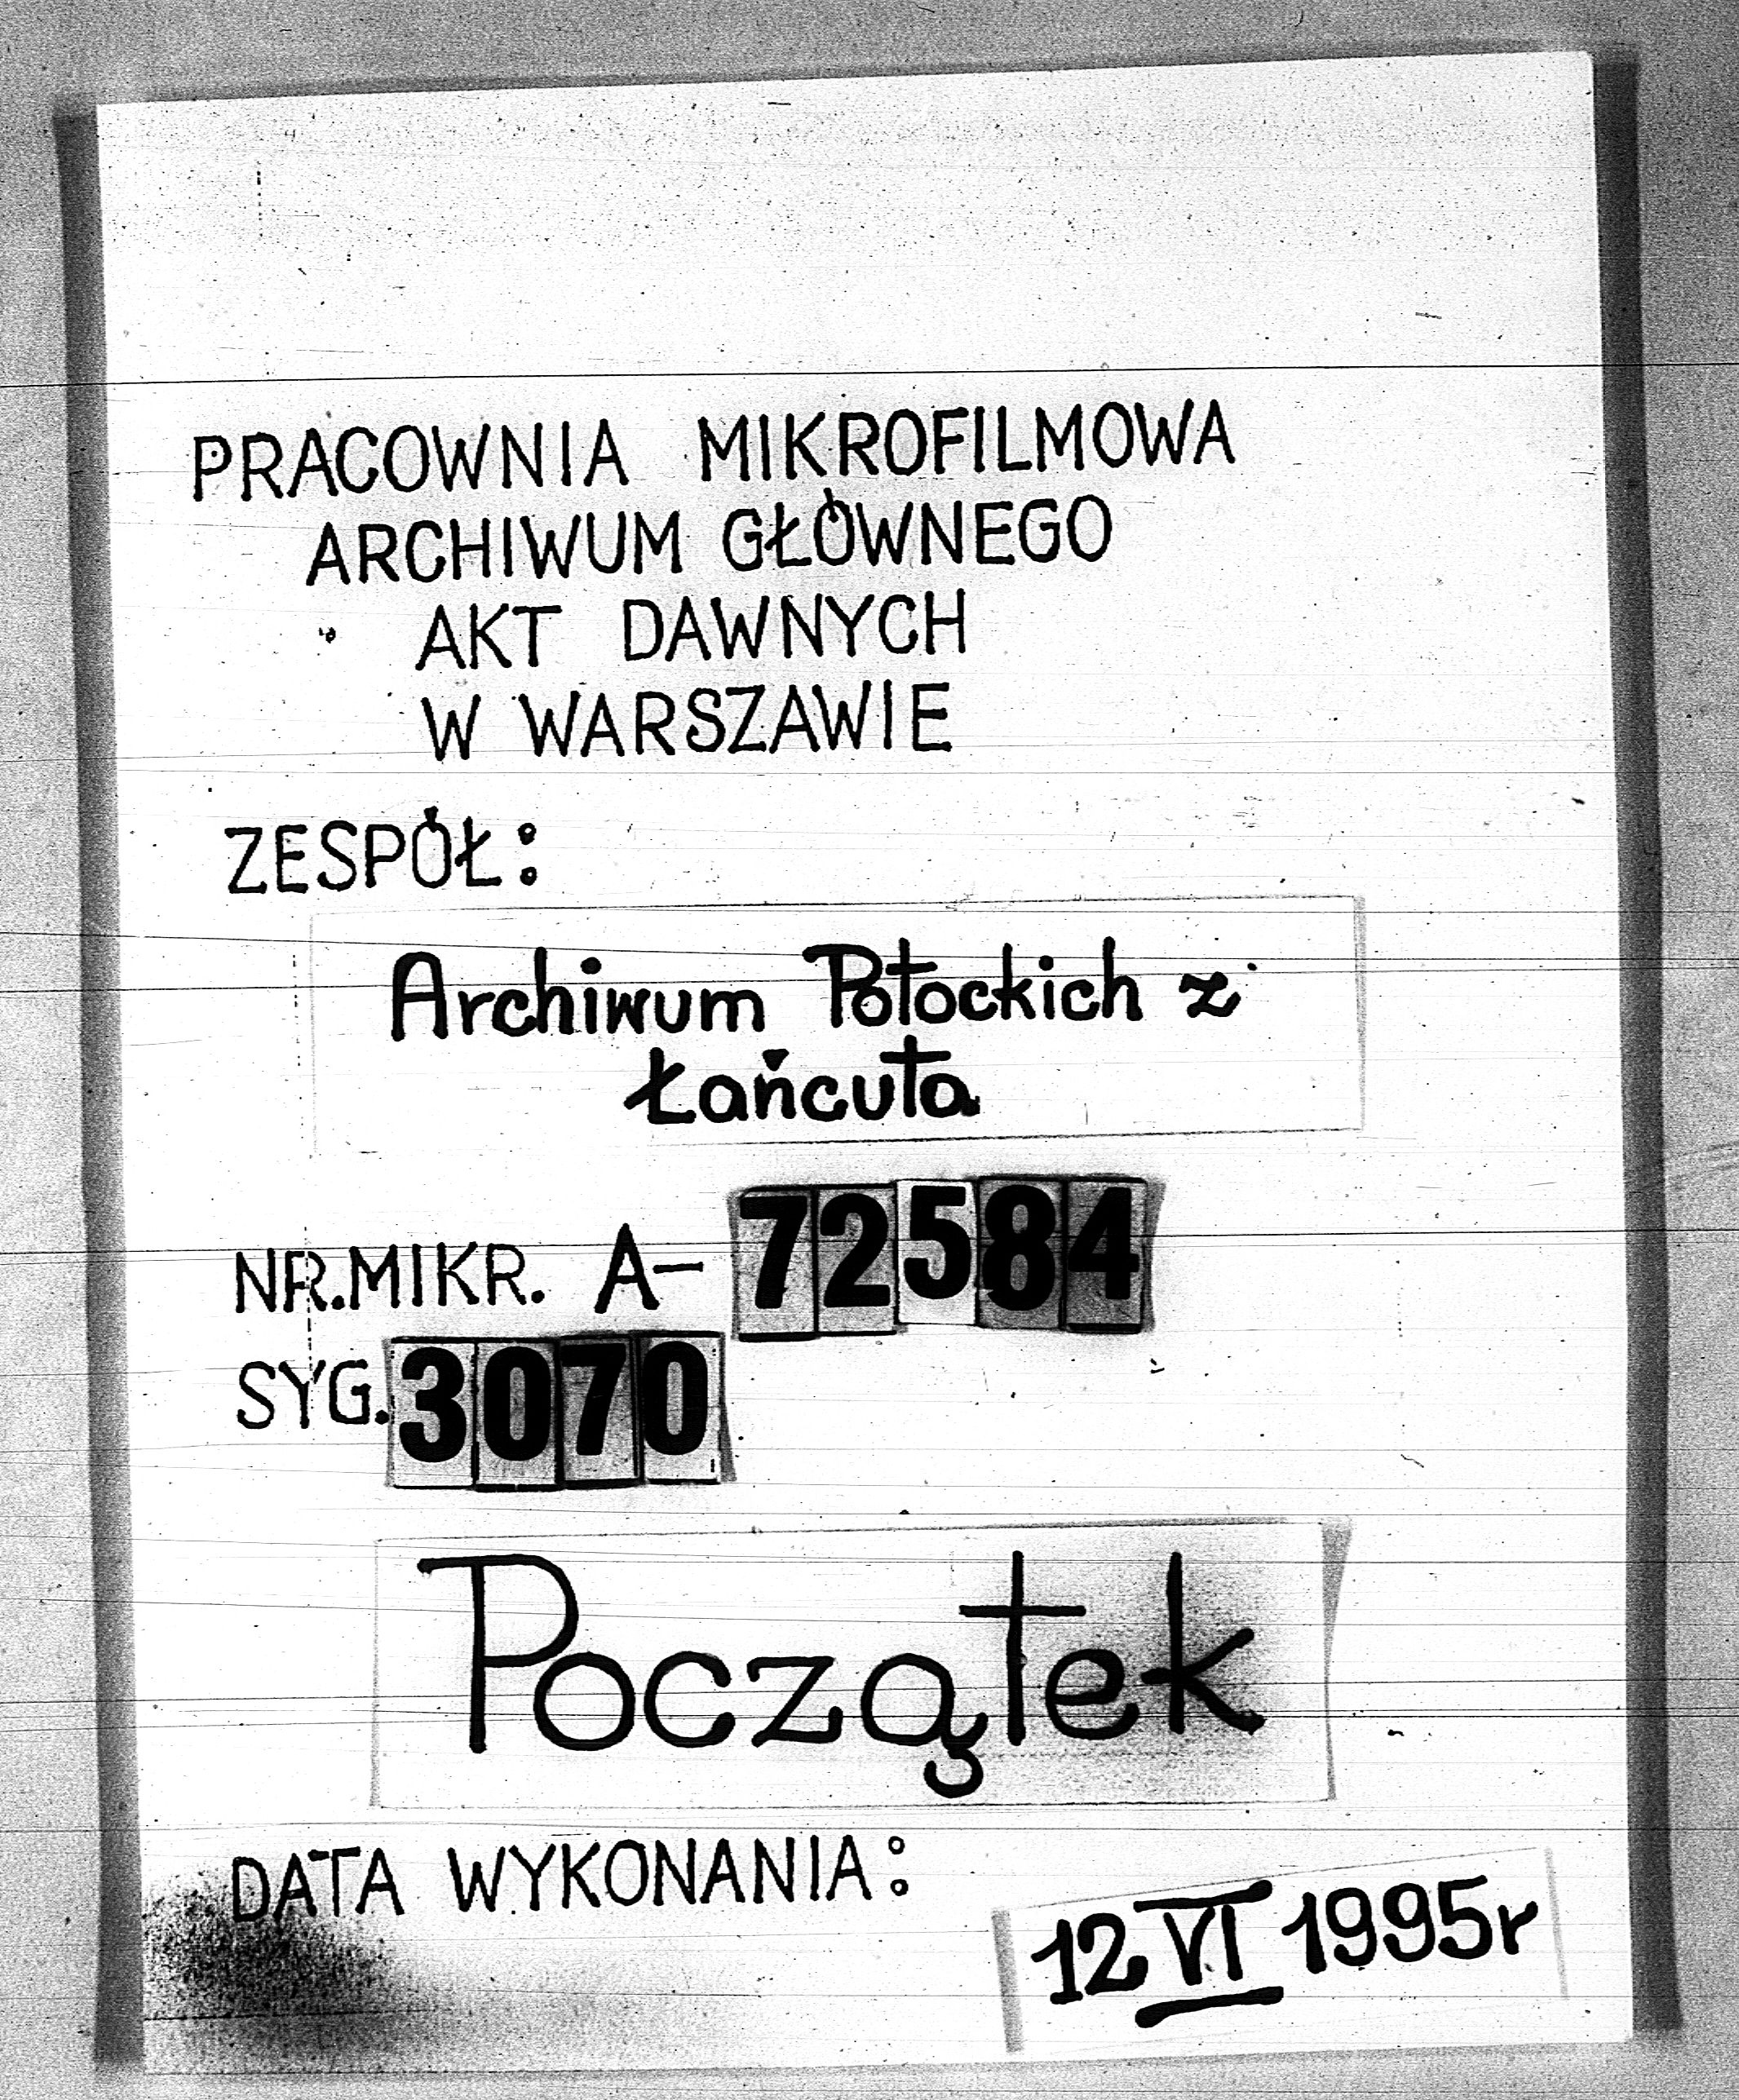 PRACOWNIA MIKROFILMOWA
ARCHIWUM GŁÓWNEGO
AKT DAWNYCH
W WARSZAWIE
ZESPÓŁ:
Archiwum Potockich z
Łańcuta
NR.MIKR. A- 72584
SYG. 3070
Początek
DATA WYKONANIA:
12 VI 1995r